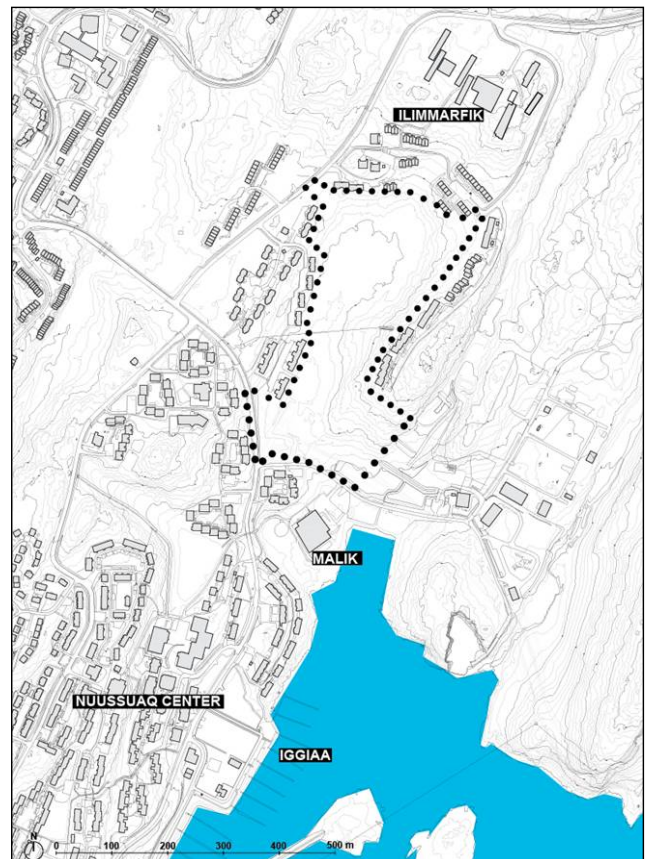 ILIMMARFIK
MALIK
NUUSSUAQ CENTER
IGGIAA
N
0 100 200 300 400 500 m